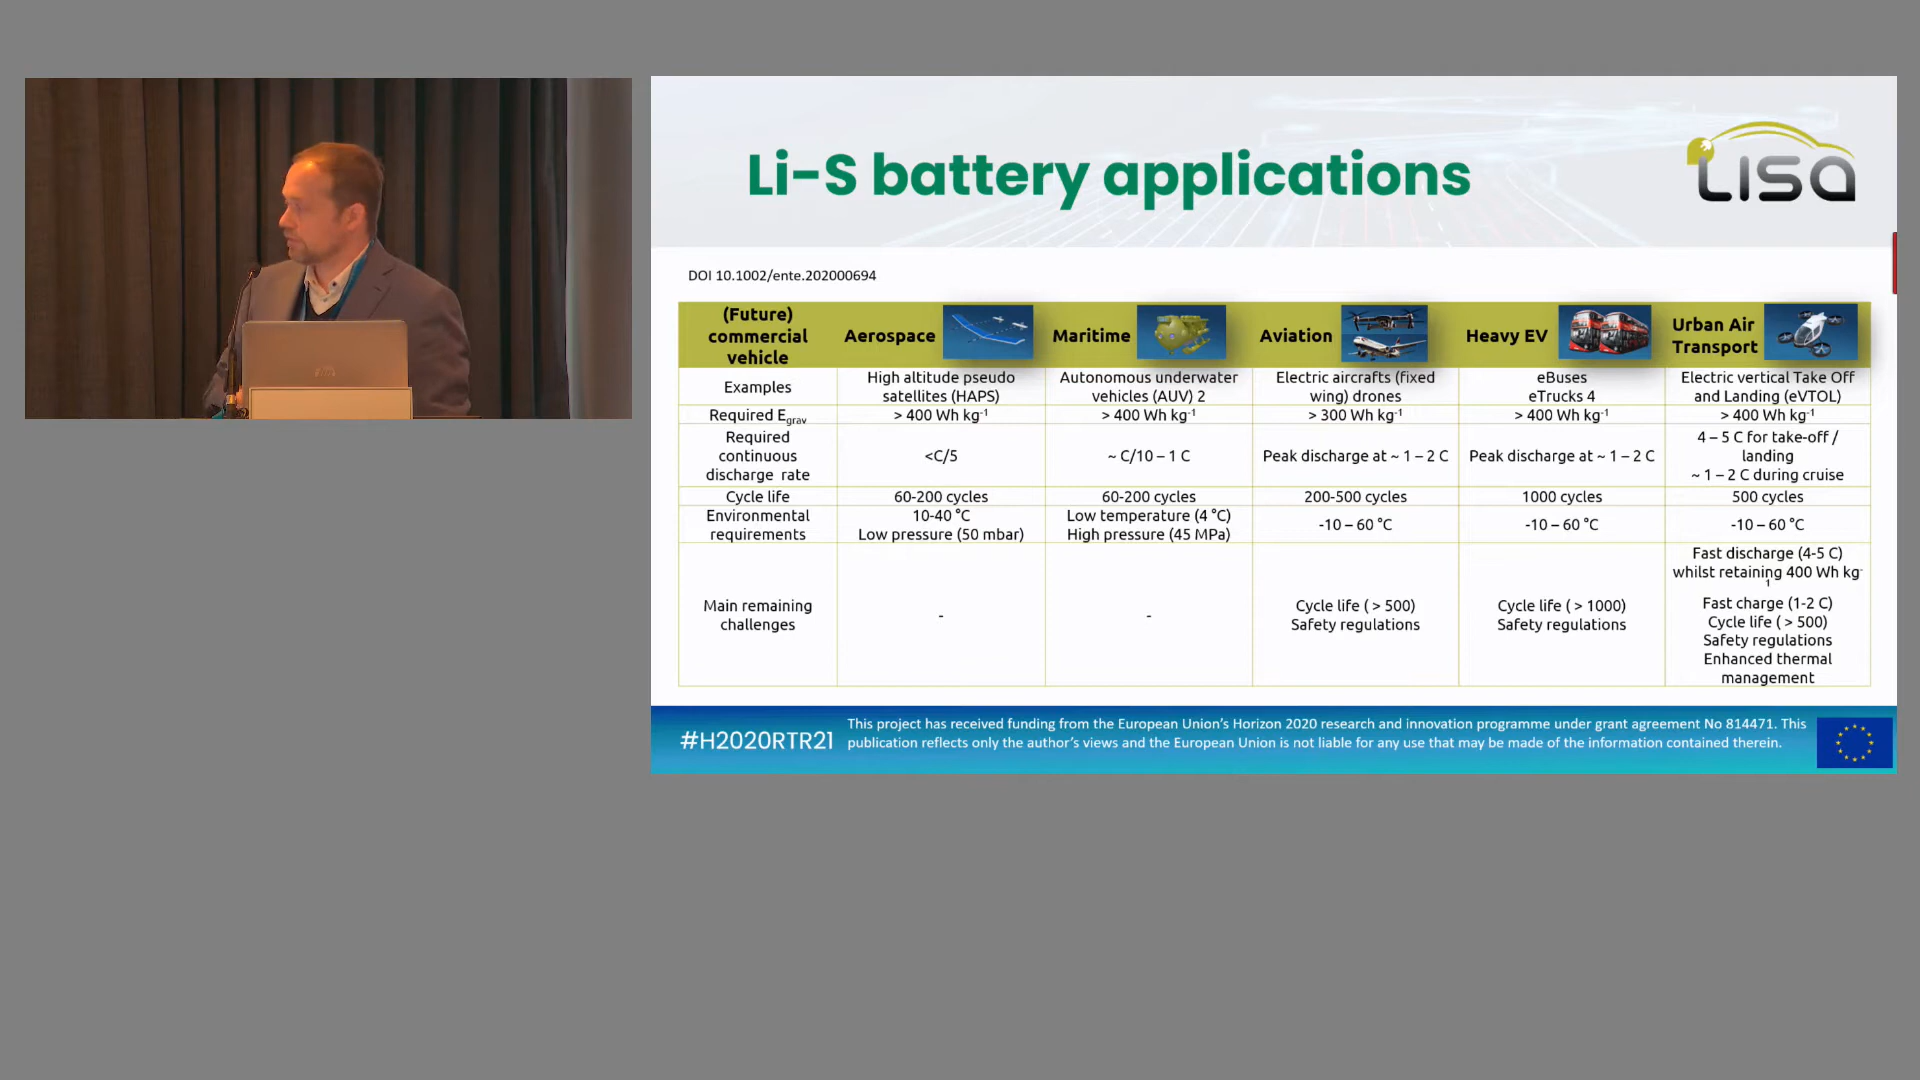 Li-S battery applications
LISA
DOI 10.1002/ente.202000694
(Future)
commercial
vehicle
Aerospace
Maritime
Aviation
Heavy EV
Urban Air
Transport
Examples
High altitude pseudo
satellites (HAPS)
Autonomous underwater
vehicles (AUV) 2
Electric aircrafts (fixed
wing) drones
eBuses
eTrucks 4
Electric vertical Take Off
and Landing (eVTOL)
Required Egrav
> 400 Wh kg-1
> 400 Wh kg-1
> 300 Wh kg-1
> 400 Wh kg-1
> 400 Wh kg-1
Required
continuous
discharge rate
<C/5
~ C/10 – 1 C
Peak discharge at ~ 1 – 2 C
Peak discharge at ~ 1 – 2 C
4 – 5 C for take-off /
landing
~ 1 – 2 C during cruise
Cycle life
60-200 cycles
60-200 cycles
200-500 cycles
1000 cycles
500 cycles
Environmental
requirements
10-40 °C
Low pressure (50 mbar)
Low temperature (4 °C)
High pressure (45 MPa)
-10 – 60 °C
-10 – 60 °C
-10 – 60 °C
Main remaining
challenges
-
-
Cycle life ( > 500)
Safety regulations
Cycle life ( > 1000)
Safety regulations
Fast discharge (4-5 C)
whilst retaining 400 Wh kg-
1
Fast charge (1-2 C)
Cycle life ( > 500)
Safety regulations
Enhanced thermal
management
#H2020RTR21
This project has received funding from the European Union's Horizon 2020 research and innovation programme under grant agreement No 814471. This
publication reflects only the author's views and the European Union is not liable for any use that may be made of the information contained therein.